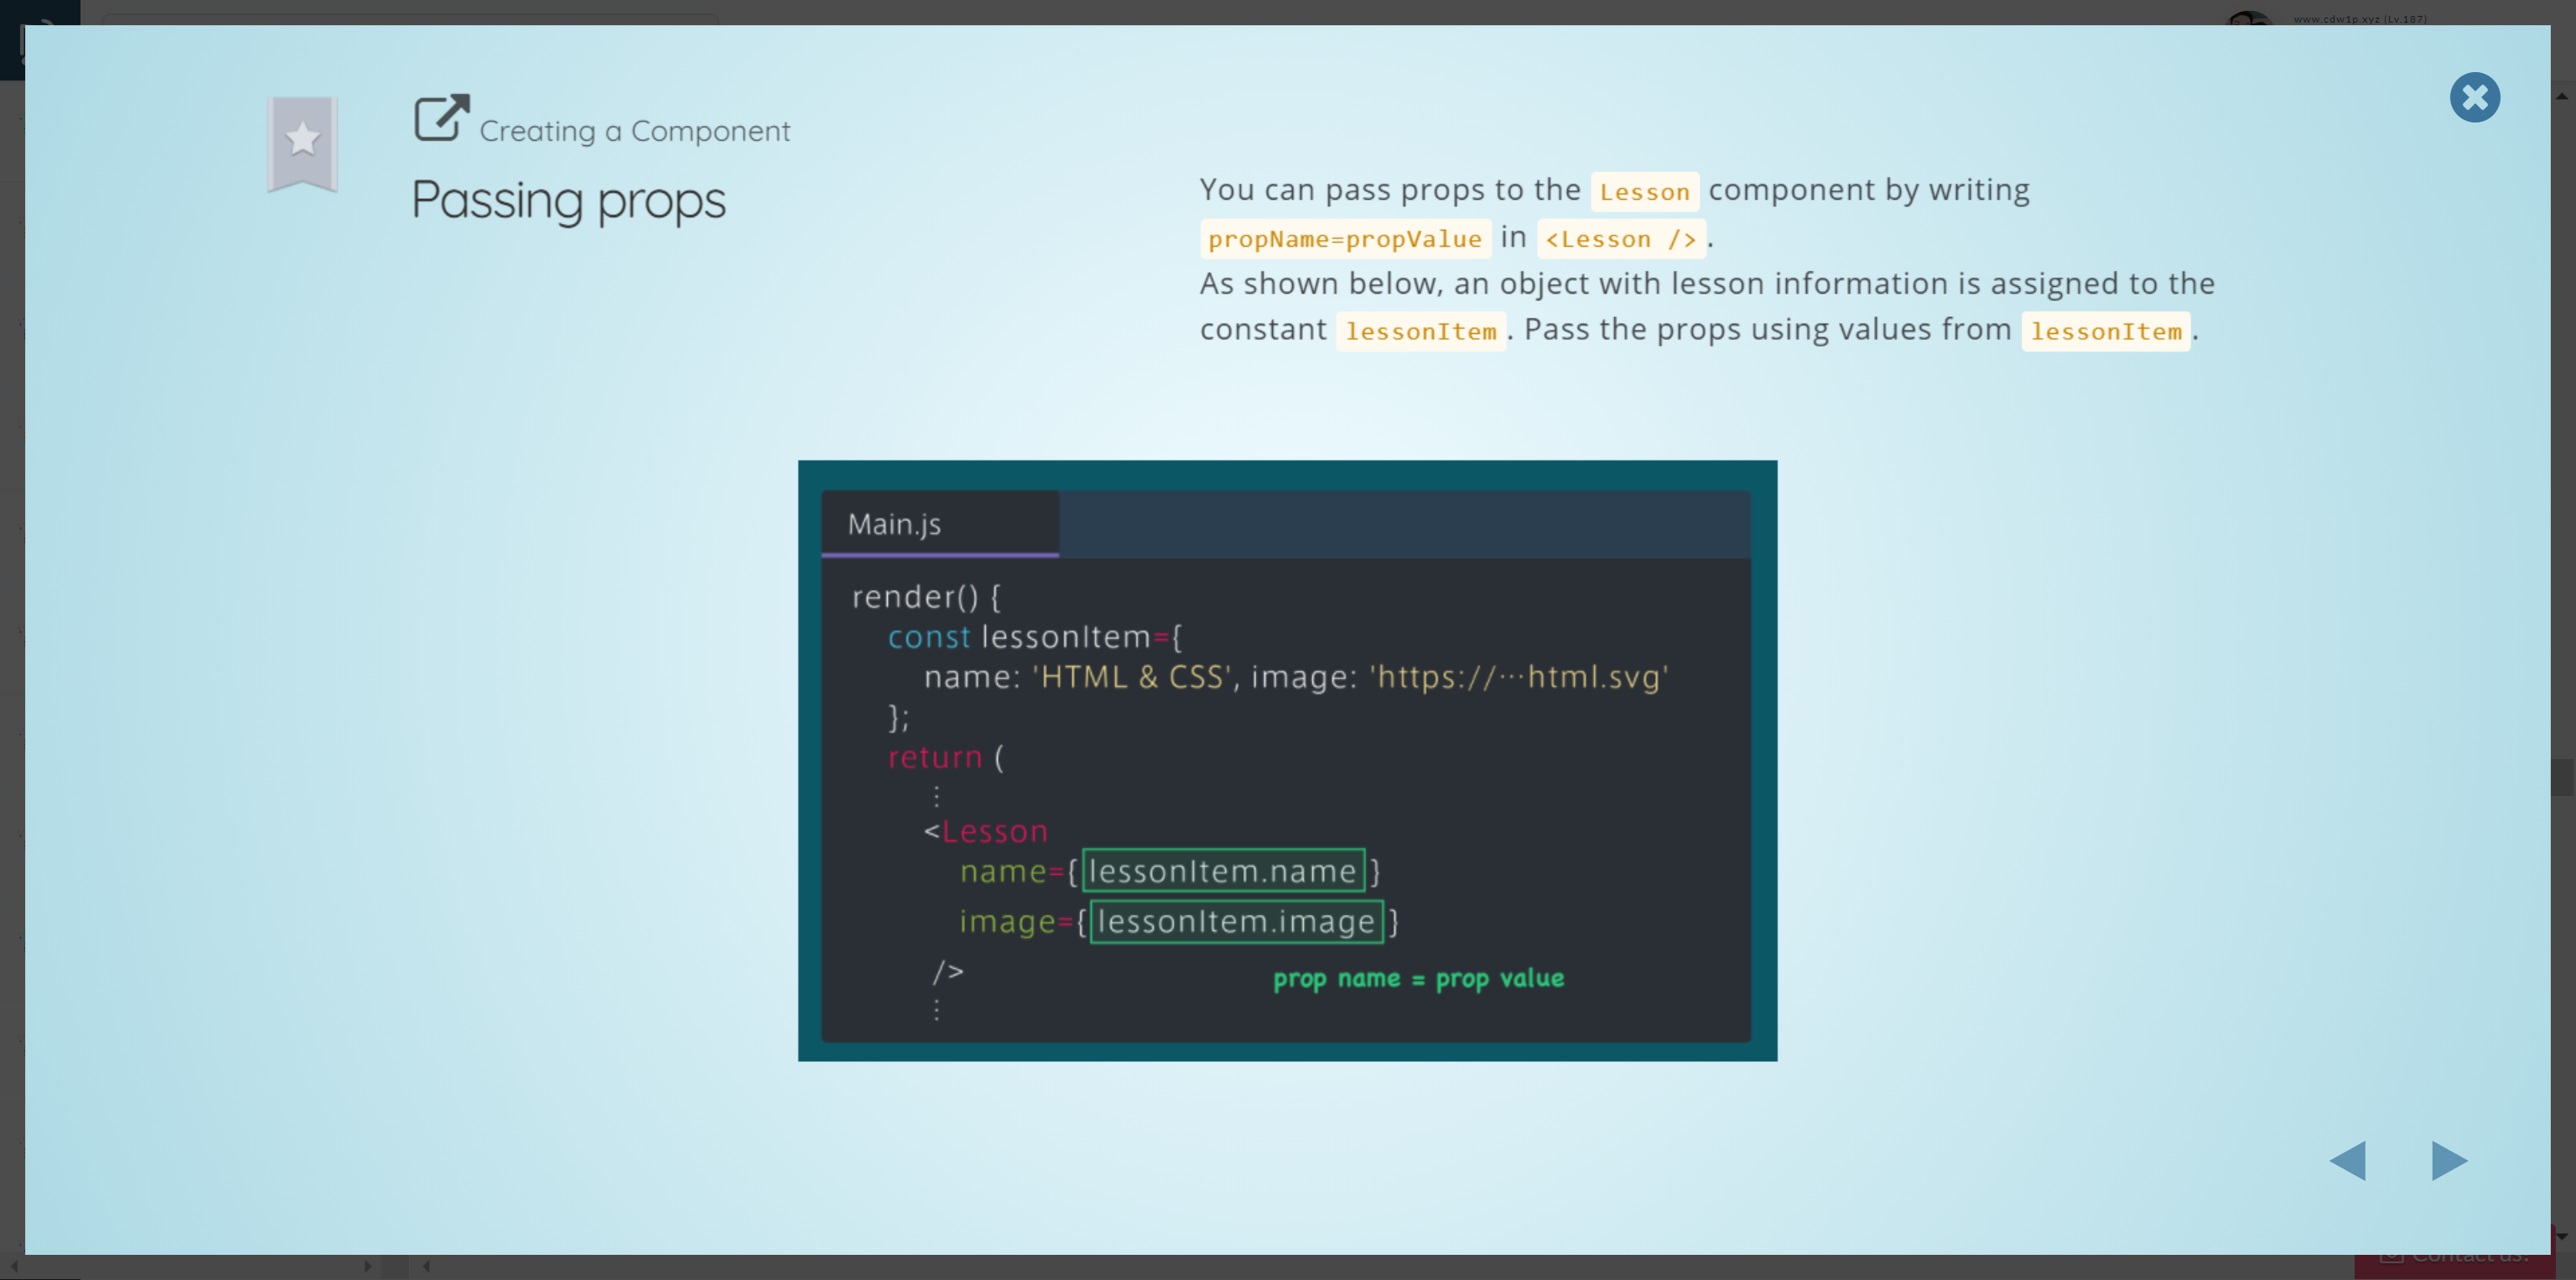 www.cdw1p.xyz (Lv.187)
Creating a Component
Passing props
You can pass props to the Lesson component by writing
propName=propValue in <Lesson />.
As shown below, an object with lesson information is assigned to the
constant lessonItem. Pass the props using values from lessonItem.
Main.js
render() {
const lessonItem={
name: 'HTML & CSS', image: 'https://⋯html.svg'
};
return (
⋮
<Lesson
name={lessonItem.name}
image={lessonItem.image}
/>
prop name = prop value
⋮
Contact us!